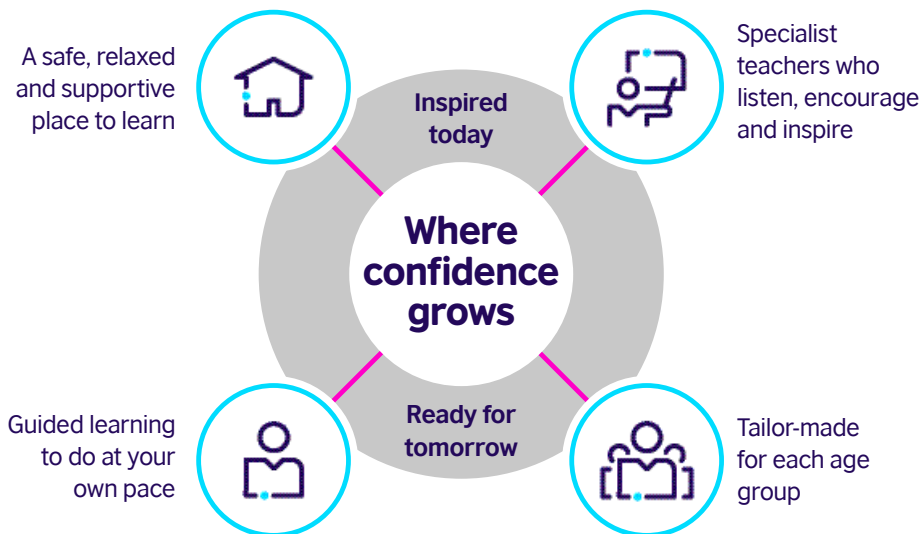 A safe, relaxed
and supportive
place to learn
Inspired
today
Specialist
teachers who
listen, encourage
and inspire
Where
confidence
grows
Guided learning
to do at your
own pace
Ready for
tomorrow
Tailor-made
for each age
group